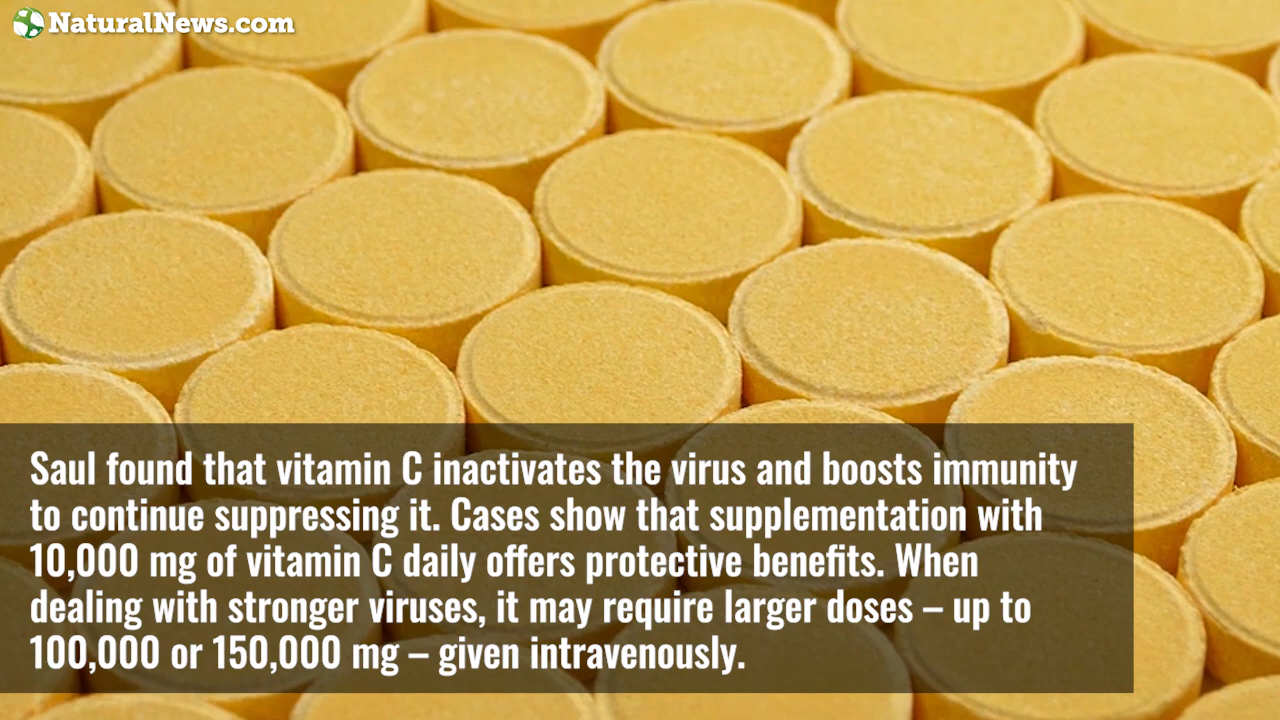 NaturalNews.com
Saul found that vitamin C inactivates the virus and boosts immunity
to continue suppressing it. Cases show that supplementation with
10,000 mg of vitamin C daily offers protective benefits. When
dealing with stronger viruses, it may require larger doses – up to
100,000 or 150,000 mg – given intravenously.